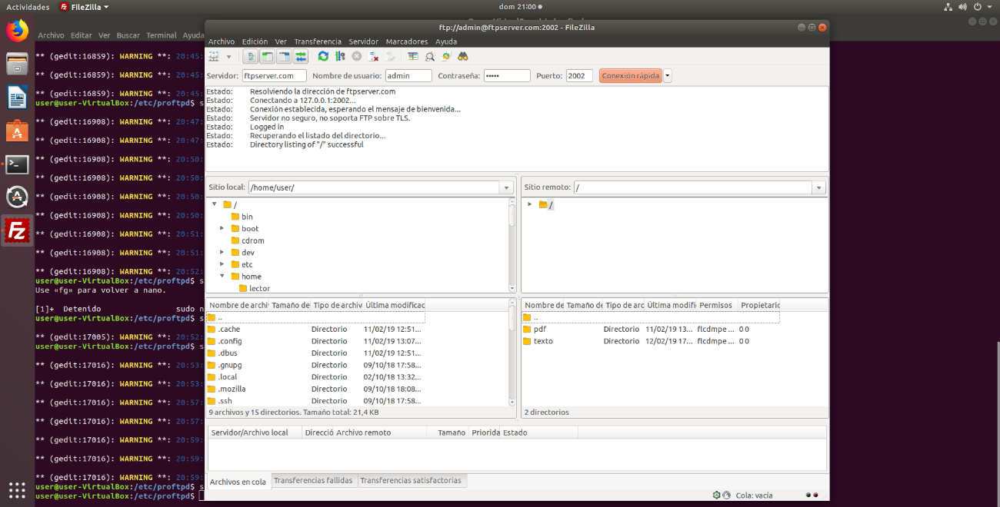 Actividades FileZilla dom 21:00
Archivo Editar Ver Buscar Terminal Ayuda
ftp://admin@ftpserver.com:2002 - FileZilla
Archivo Edición Ver Transferencia Servidor Marcadores Ayuda
Servidor: ftpserver.com Nombre de usuario: admin Contraseña: ••••• Puerto: 2002 Conexión rápida
Estado: Resolviendo la dirección de ftpserver.com
Estado: Conectando a 127.0.0.1:2002...
Estado: Conexión establecida, esperando el mensaje de bienvenida...
Estado: Servidor no seguro, no soporta FTP sobre TLS.
Estado: Logged in
Estado: Recuperando el listado del directorio...
Estado: Directory listing of "/" successful
Sitio local: /home/user/
/
bin
boot
cdrom
dev
etc
home
lector
Sitio remoto: /
/
Nombre de archi Tamaño de Tipo de archiv Última modificac
..
.cache Directorio 11/02/19 12:51...
.config Directorio 11/02/19 13:07...
.dbus Directorio 11/02/19 12:51...
.gnupg Directorio 09/10/18 17:58...
.local Directorio 02/10/18 13:32...
.mozilla Directorio 09/10/18 18:08...
.ssh Directorio 09/10/18 17:58...
9 archivos y 15 directorios. Tamaño total: 21,4 KB
Nombre de Tamaño de Tipo de arc Última modifi Permisos Propietaric
..
pdf Directorio 11/02/19 13... flcdmpe ... 0 0
texto Directorio 12/02/19 17... flcdmpe ... 0 0
2 directorios
Servidor/Archivo local Direcció Archivo remoto Tamaño Priorida Estado
Archivos en cola Transferencias fallidas Transferencias satisfactorias
Cola: vacía
** (gedit:16859): WARNING **: 20:45:
** (gedit:16859): WARNING **: 20:45:
** (gedit:16859): WARNING **: 20:45:
user@user-VirtualBox:/etc/proftpd$ s
** (gedit:16908): WARNING **: 20:47:
** (gedit:16908): WARNING **: 20:47:
** (gedit:16908): WARNING **: 20:50:
** (gedit:16908): WARNING **: 20:50:
** (gedit:16908): WARNING **: 20:50:
** (gedit:16908): WARNING **: 20:50:
** (gedit:16908): WARNING **: 20:51:
** (gedit:16908): WARNING **: 20:51:
** (gedit:16908): WARNING **: 20:52:
user@user-VirtualBox:/etc/proftpd$ s
Use «fg» para volver a nano.
[1]+ Detenido sudo n
user@user-VirtualBox:/etc/proftpd$ s
** (gedit:17005): WARNING **: 20:52:
user@user-VirtualBox:/etc/proftpd$ s
** (gedit:17016): WARNING **: 20:53:
** (gedit:17016): WARNING **: 20:53:
** (gedit:17016): WARNING **: 20:57:
** (gedit:17016): WARNING **: 20:57:
** (gedit:17016): WARNING **: 20:59:
** (gedit:17016): WARNING **: 20:59:
** (gedit:17016): WARNING **: 20:59:
user@user-VirtualBox:/etc/proftpd$ s
user@user-VirtualBox:/etc/proftpd$